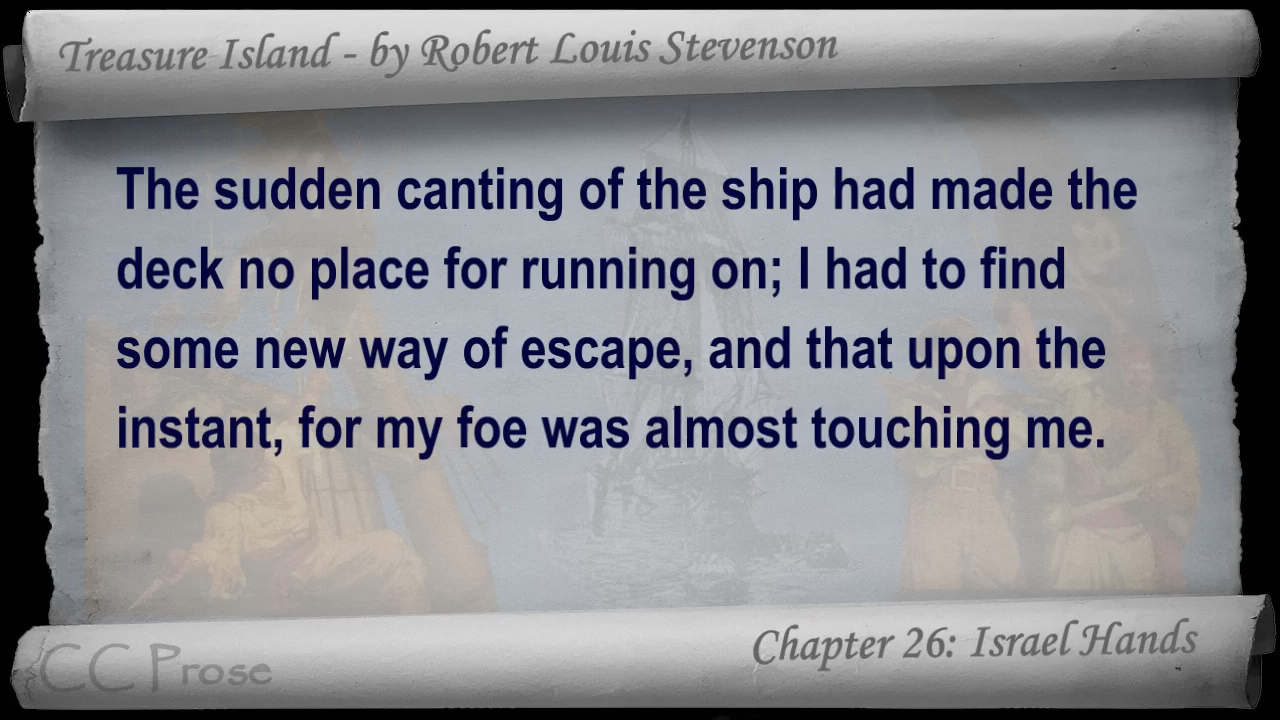 Treasure Island - by Robert Louis Stevenson
The sudden canting of the ship had made the
deck no place for running on; I had to find
some new way of escape, and that upon the
instant, for my foe was almost touching me.
Chapter 26: Israel Hands
CC Prose